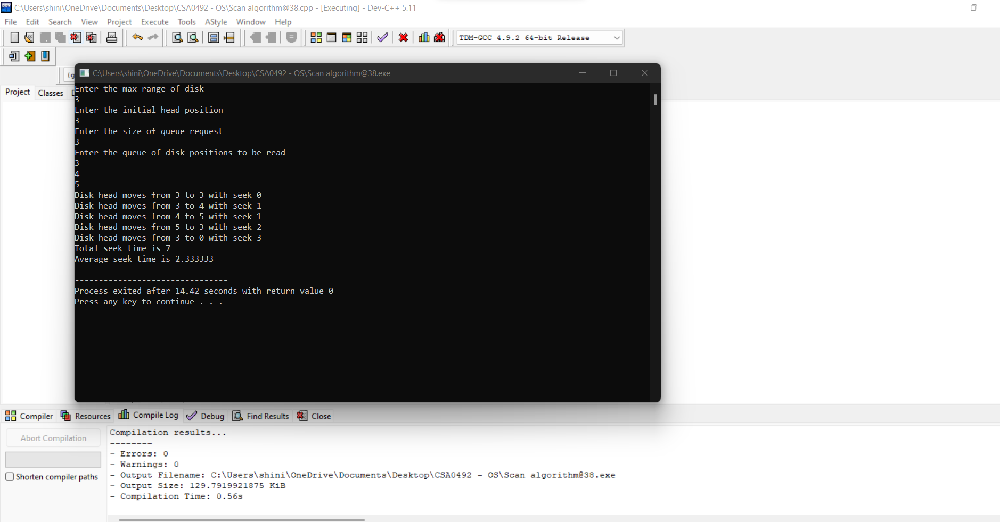 C:\Users\shini\OneDrive\Documents\Desktop\CSA0492 - OS\Scan algorithm@38.cpp - [Executing] - Dev-C++ 5.11
File Edit Search View Project Execute Tools AStyle Window Help
TDM-GCC 4.9.2 64-bit Release
C:\Users\shini\OneDrive\Documents\Desktop\CSA0492 - OS\Scan algorithm@38.exe
Project Classes
Enter the max range of disk
3
Enter the initial head position
3
Enter the size of queue request
3
Enter the queue of disk positions to be read
3
4
5
Disk head moves from 3 to 3 with seek 0
Disk head moves from 3 to 4 with seek 1
Disk head moves from 4 to 5 with seek 1
Disk head moves from 5 to 3 with seek 2
Disk head moves from 3 to 0 with seek 3
Total seek time is 7
Average seek time is 2.333333
--------------------------------
Process exited after 14.42 seconds with return value 0
Press any key to continue . . .
Compiler Resources Compile Log Debug Find Results Close
Abort Compilation
Shorten compiler paths
Compilation results...
--------
- Errors: 0
- Warnings: 0
- Output Filename: C:\Users\shini\OneDrive\Documents\Desktop\CSA0492 - OS\Scan algorithm@38.exe
- Output Size: 129.7919921875 KiB
- Compilation Time: 0.56s